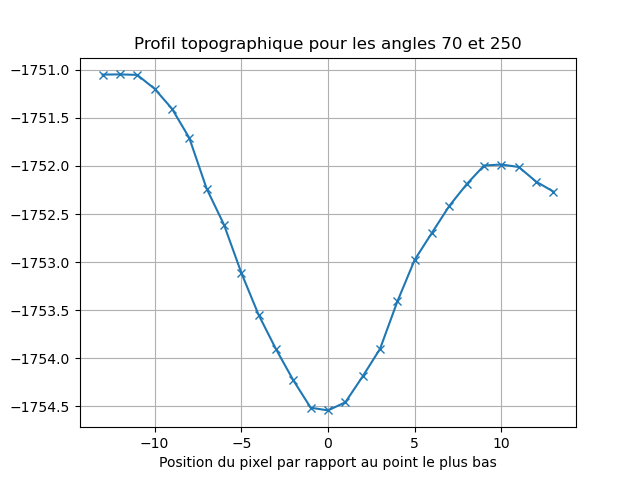 Profil topographique pour les angles 70 et 250
−1751.0
−1751.5
−1752.0
−1752.5
−1753.0
−1753.5
−1754.0
−1754.5
−10 −5 0 5 10
Position du pixel par rapport au point le plus bas